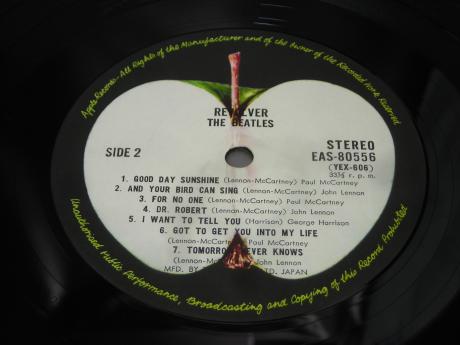 Apple Records - All Rights of the Manufacturer and of the Owner of the Recorded Work Reserved
REVOLVER
THE BEATLES
SIDE 2
STEREO
EAS-80556
(YEX-606)
33⅓ r. p. m.
1. GOOD DAY SUNSHINE (Lennon-McCartney) Paul McCartney
2. AND YOUR BIRD CAN SING (Lennon-McCartney) John Lennon
3. FOR NO ONE (Lennon-McCartney) Paul McCartney
4. DR. ROBERT (Lennon-McCartney) John Lennon
5. I WANT TO TELL YOU (Harrison) George Harrison
6. GOT TO GET YOU INTO MY LIFE
(Lennon-McCartney) Paul McCartney
7. TOMORROW NEVER KNOWS
(Lennon-McCartney) John Lennon
MFD. BY LTD. JAPAN
Unauthorised Public Performance, Broadcasting and Copying of this Record Prohibited